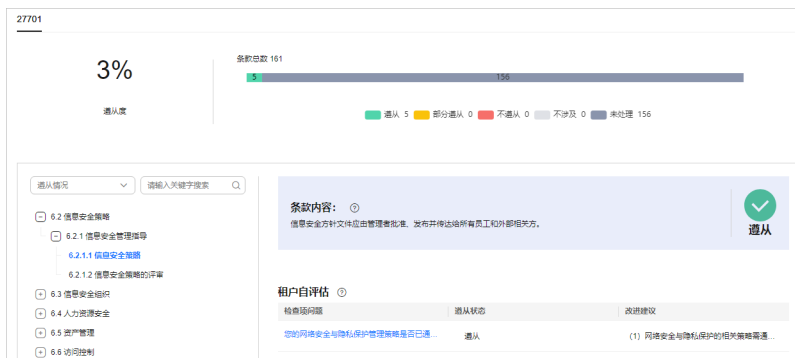 27701
3%
遵从度
条款总数 161
5
156
遵从 5 部分遵从 0 不遵从 0 不涉及 0 未处理 156
遵从情况
请输入关键字搜索
6.2 信息安全策略
6.2.1 信息安全管理指导
6.2.1.1 信息安全策略
6.2.1.2 信息安全策略的评审
6.3 信息安全组织
6.4 人力资源安全
6.5 资产管理
6.6 访问控制
条款内容：
信息安全方针文件应由管理者批准、发布并传达给所有员工和外部相关方。
遵从
租户自评估
检查项问题 遵从状态 改进建议
您的网络安全与隐私保护管理策略是否已通... 遵从 （1）网络安全与隐私保护的相关策略需通...